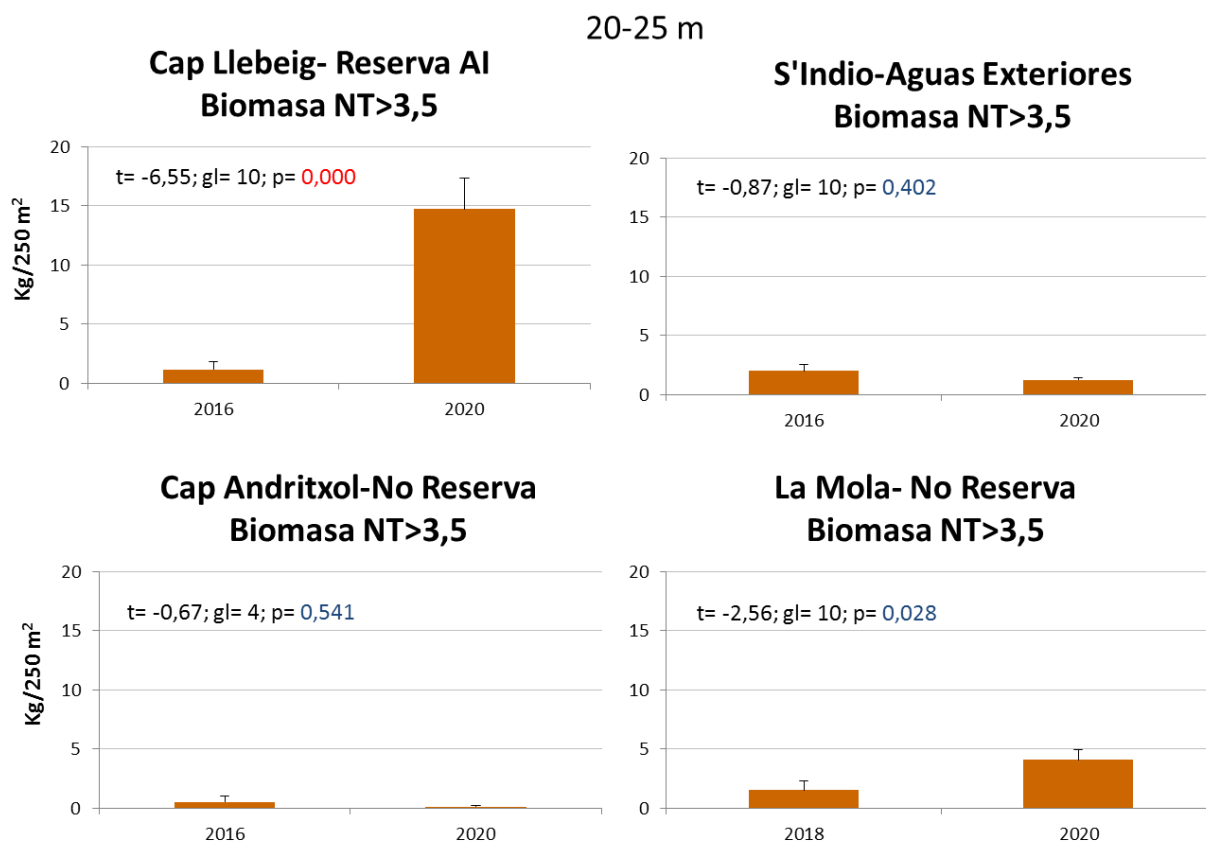 20-25 m
Cap Llebeig- Reserva AI
Biomasa NT>3,5
t= -6,55; gl= 10; p= 0,000
Kg/250 m²
20
15
10
5
0
2016
2020
S'Indio-Aguas Exteriores
Biomasa NT>3,5
t= -0,87; gl= 10; p= 0,402
20
15
10
5
0
2016
2020
Cap Andritxol-No Reserva
Biomasa NT>3,5
t= -0,67; gl= 4; p= 0,541
Kg/250 m²
20
15
10
5
0
2016
2020
La Mola- No Reserva
Biomasa NT>3,5
t= -2,56; gl= 10; p= 0,028
20
15
10
5
0
2018
2020